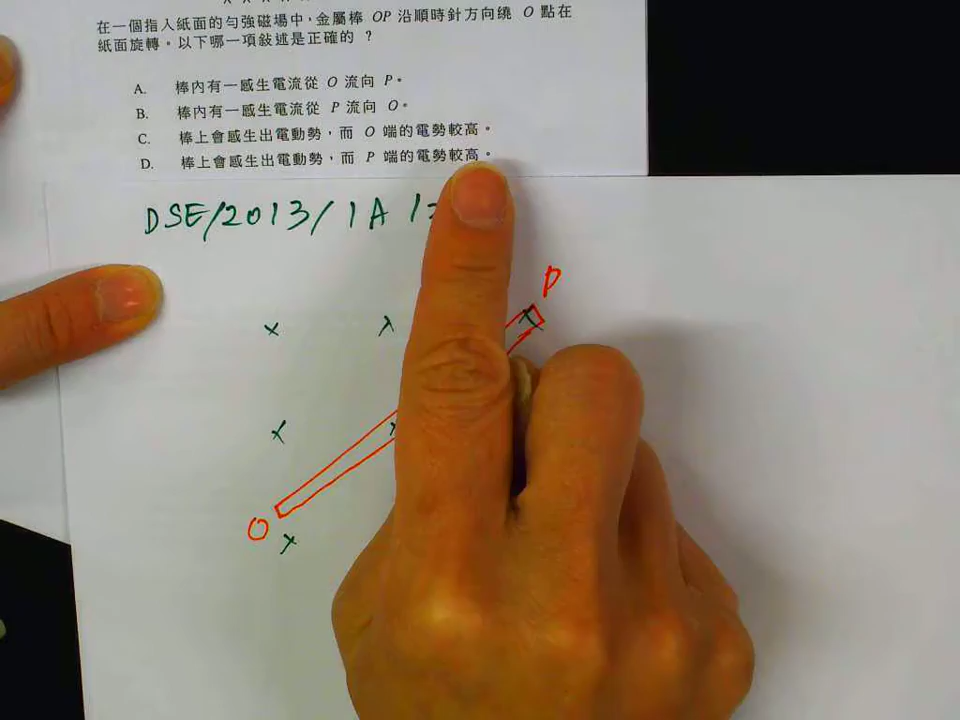 在一個指入紙面的勻強磁場中，金屬棒 OP 沿順時針方向繞 O 點在
紙面旋轉。以下哪一項敍述是正確的？
A. 棒內有一感生電流從 O 流向 P。
B. 棒內有一感生電流從 P 流向 O。
C. 棒上會感生出電動勢，而 O 端的電勢較高。
D. 棒上會感生出電動勢，而 P 端的電勢較高。
DSE/2013/1A
P
O